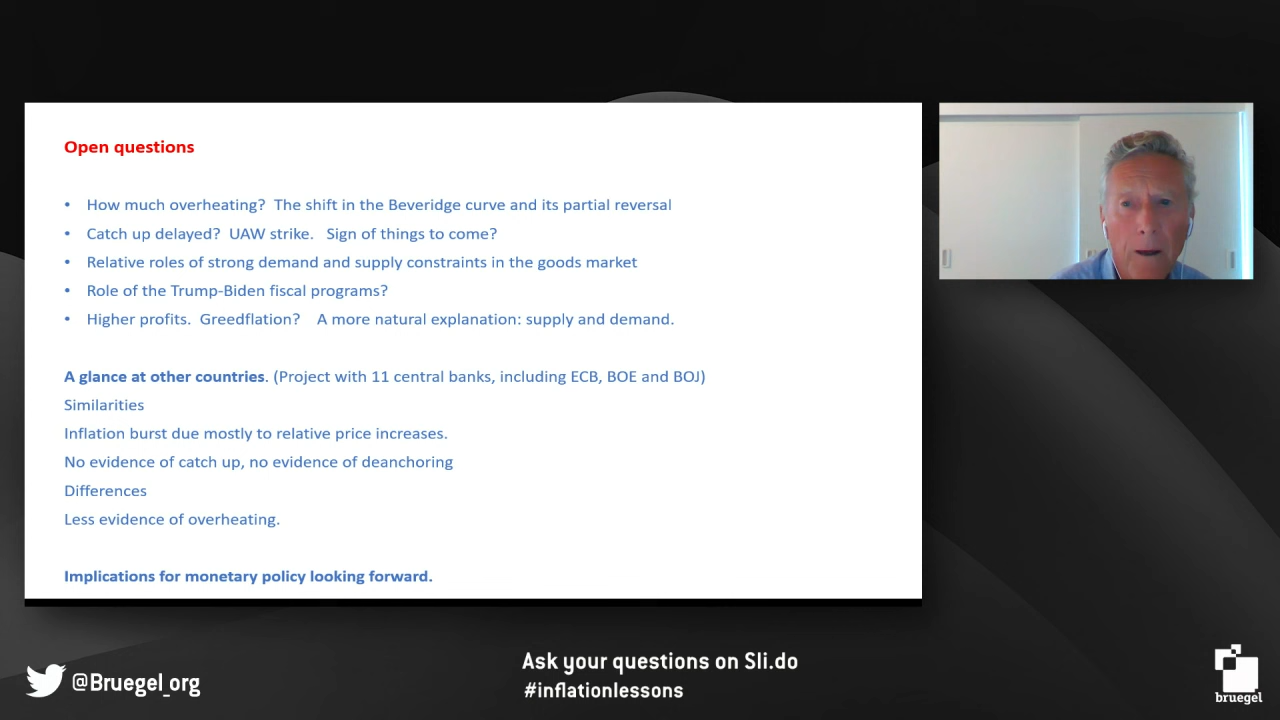 Open questions
• How much overheating? The shift in the Beveridge curve and its partial reversal
• Catch up delayed? UAW strike. Sign of things to come?
• Relative roles of strong demand and supply constraints in the goods market
• Role of the Trump-Biden fiscal programs?
• Higher profits. Greedflation? A more natural explanation: supply and demand.
A glance at other countries. (Project with 11 central banks, including ECB, BOE and BOJ)
Similarities
Inflation burst due mostly to relative price increases.
No evidence of catch up, no evidence of deanchoring
Differences
Less evidence of overheating.
Implications for monetary policy looking forward.
@Bruegel_org
Ask your questions on Sli.do
#inflationlessons
bruegel